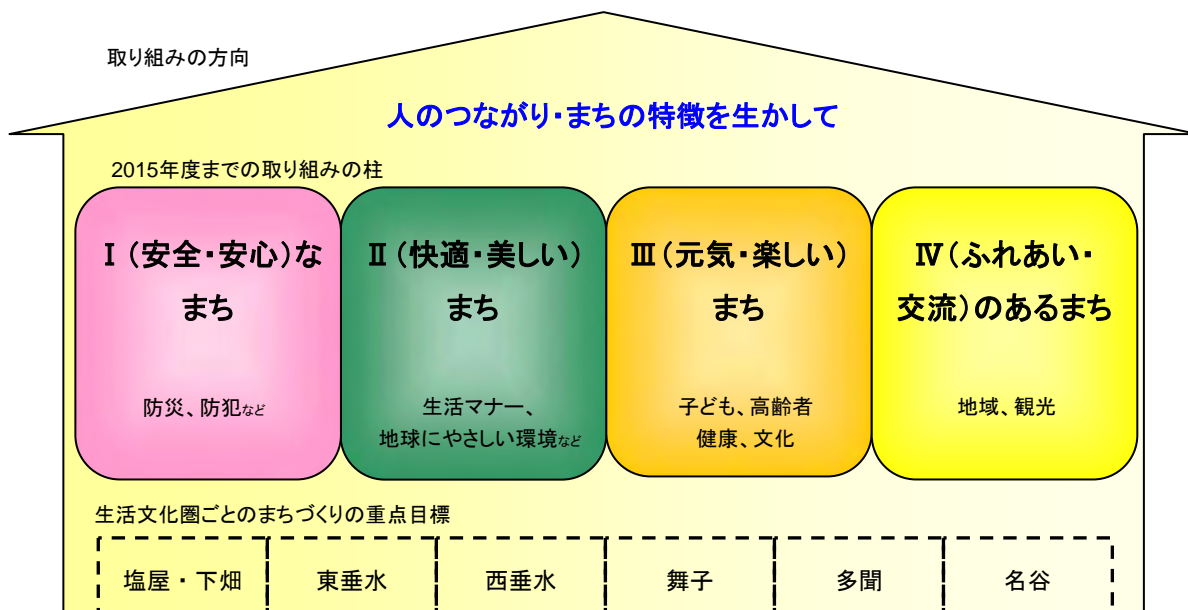 取り組みの方向
人のつながり・まちの特徴を生かして
2015年度までの取り組みの柱
Ⅰ（安全・安心）な
まち
防災、防犯など
Ⅱ（快適・美しい）
まち
生活マナー、
地球にやさしい環境など
Ⅲ（元気・楽しい）
まち
子ども、高齢者
健康、文化
Ⅳ（ふれあい・
交流）のあるまち
地域、観光
生活文化圏ごとのまちづくりの重点目標
塩屋・下畑
東垂水
西垂水
舞子
多聞
名谷